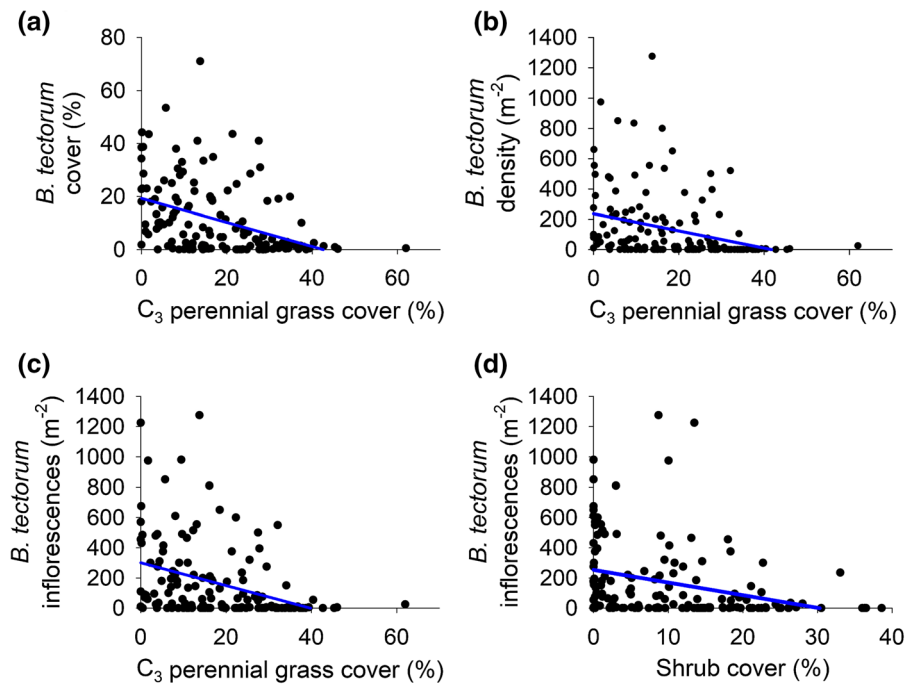 (a)
B. tectorum
cover (%)
80
60
40
20
0
0 20 40 60
C3 perennial grass cover (%)
(b)
B. tectorum
density (m-2)
1400
1200
1000
800
600
400
200
0
0 20 40 60
C3 perennial grass cover (%)
(c)
B. tectorum
inflorescences (m-2)
1400
1200
1000
800
600
400
200
0
0 20 40 60
C3 perennial grass cover (%)
(d)
B. tectorum
inflorescences (m-2)
1400
1200
1000
800
600
400
200
0
0 10 20 30 40
Shrub cover (%)